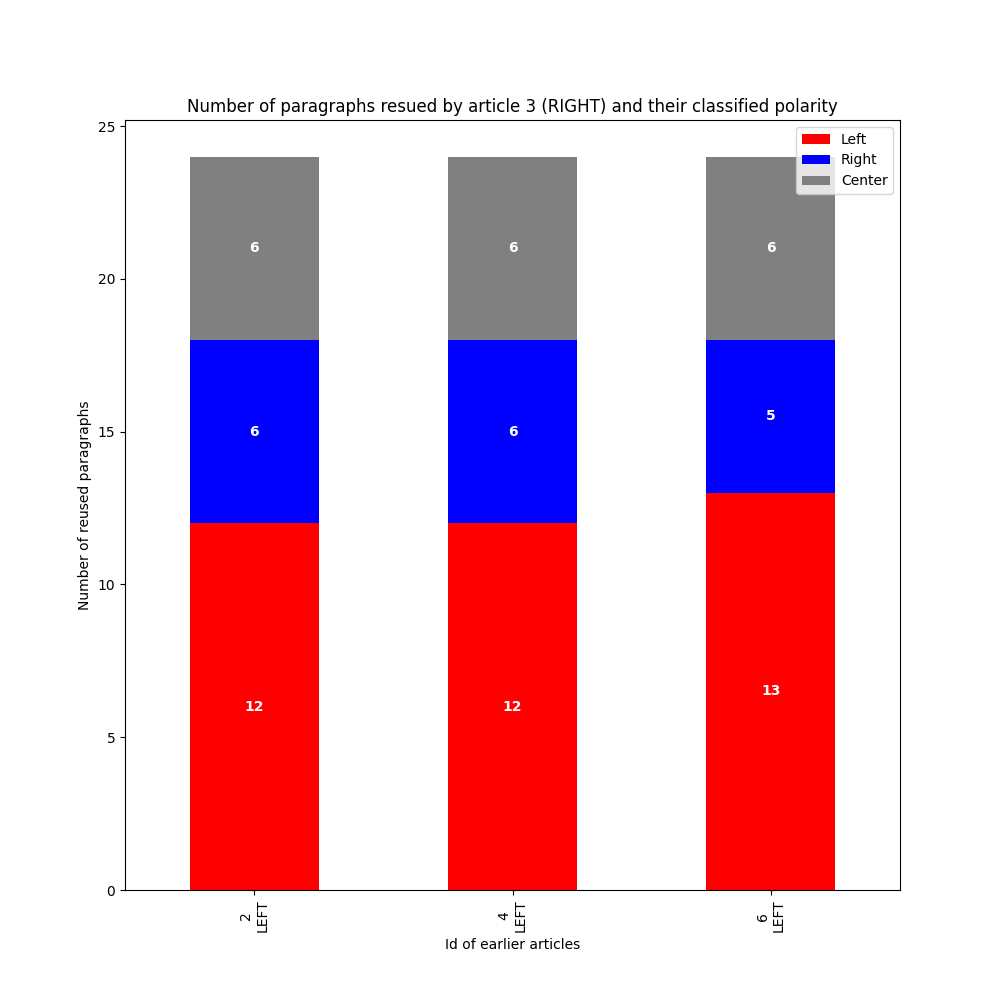 Number of paragraphs resued by article 3 (RIGHT) and their classified polarity
Left
Right
Center
Number of reused paragraphs
25
20
15
10
5
0
6
6
6
6
6
5
12
12
13
2
LEFT
4
LEFT
6
LEFT
Id of earlier articles